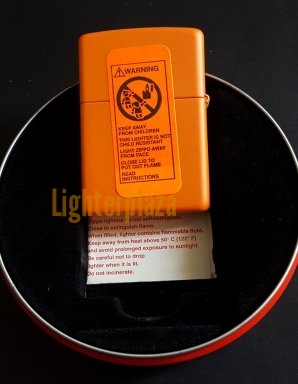 WARNING
KEEP AWAY
FROM CHILDREN
THIS LIGHTER IS NOT
CHILD RESISTANT
LIGHT ZIPPO AWAY
FROM FACE
CLOSE LID TO
PUT OUT FLAME
READ
INSTRUCTIONS
Lighterplaza
Zippo lighters do not self-extinguish.
Close to extinguish flame.
When filled, lighter contains flammable fluid.
Keep away from heat above 50° C (122° F)
and avoid prolonged exposure to sunlight.
Be careful not to drop
lighter when it is lit.
Do not incinerate.